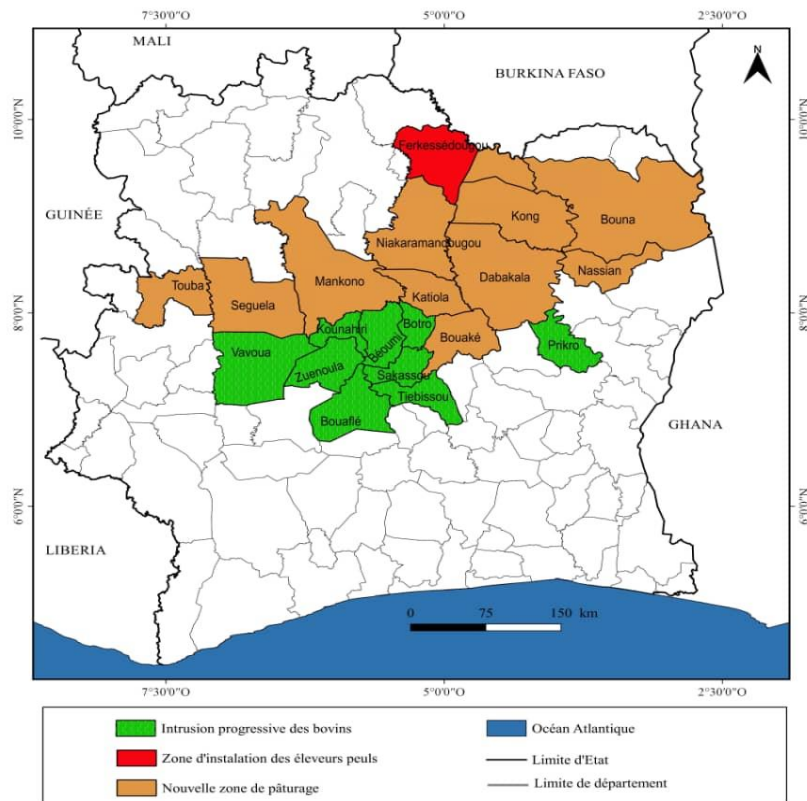 7°30'0"O 5°00'0"O 2°30'0"O
MALI
BURKINA FASO
N
10°0'0"N 10°0'0"N
Ferkessédougou
GUINÉE
Kong
Bouna
Niakaramandougou
Nassian
Touba
Mankono
Dabakala
Seguela
Katiola
8°0'0"N 8°0'0"N
Kounahiri
Botro
Béoumi
Bouaké
Prikro
Vavoua
Zuenoula
Sakassou
Tiebissou
Bouaflé
GHANA
6°0'0"N 6°0'0"N
LIBERIA
0 75 150 km
7°30'0"O 5°00'0"O 2°30'0"O
Intrusion progressive des bovins
Océan Atlantique
Zone d'instalation des éleveurs peuls
Limite d'Etat
Nouvelle zone de pâturage
Limite de département